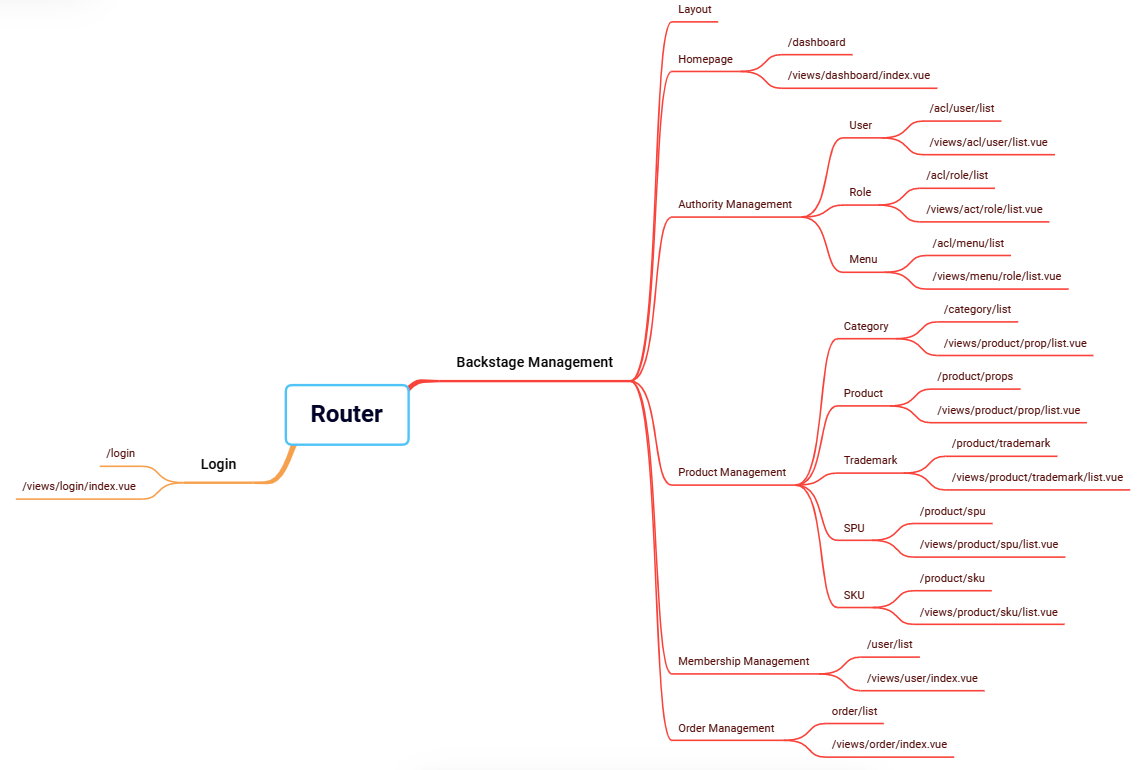 Router
Login
/login
/views/login/index.vue
Backstage Management
Layout
Homepage
/dashboard
/views/dashboard/index.vue
Authority Management
User
/acl/user/list
/views/acl/user/list.vue
Role
/acl/role/list
/views/act/role/list.vue
Menu
/acl/menu/list
/views/menu/role/list.vue
Product Management
Category
/category/list
/views/product/prop/list.vue
Product
/product/props
/views/product/prop/list.vue
Trademark
/product/trademark
/views/product/trademark/list.vue
SPU
/product/spu
/views/product/spu/list.vue
SKU
/product/sku
/views/product/sku/list.vue
Membership Management
/user/list
/views/user/index.vue
Order Management
order/list
/views/order/index.vue